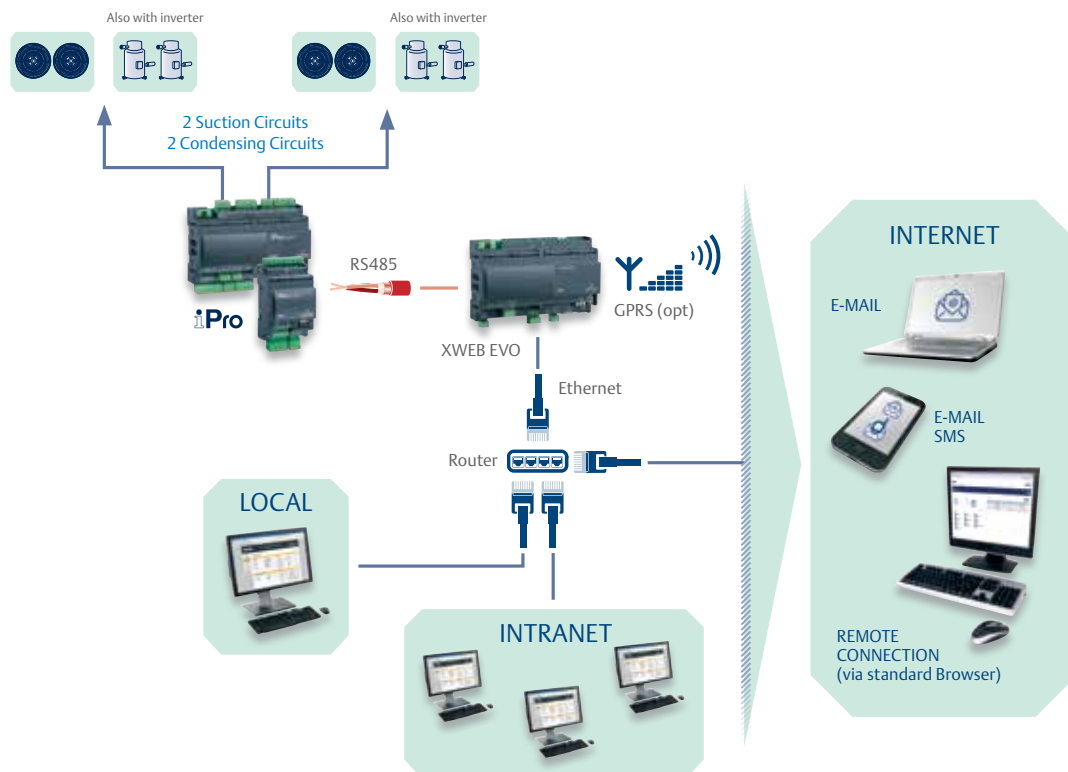 Also with inverter
Also with inverter
2 Suction Circuits
2 Condensing Circuits
iPro
RS485
XWEB EVO
GPRS (opt)
Ethernet
Router
LOCAL
INTRANET
INTERNET
E-MAIL
E-MAIL
SMS
REMOTE
CONNECTION
(via standard Browser)